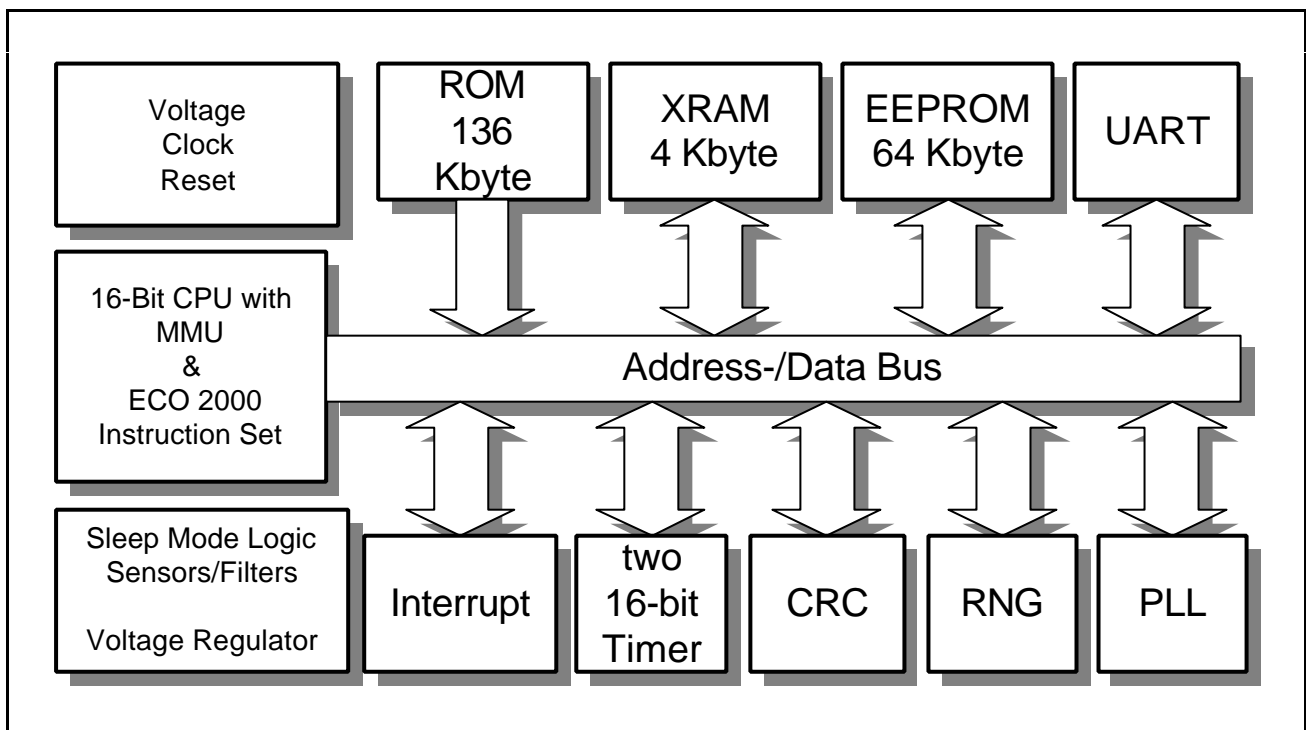 Voltage
Clock
Reset
ROM
136
Kbyte
XRAM
4 Kbyte
EEPROM
64 Kbyte
UART
16-Bit CPU with
MMU
&
ECO 2000
Instruction Set
Address-/Data Bus
Sleep Mode Logic
Sensors/Filters
Voltage Regulator
Interrupt
two
16-bit
Timer
CRC
RNG
PLL